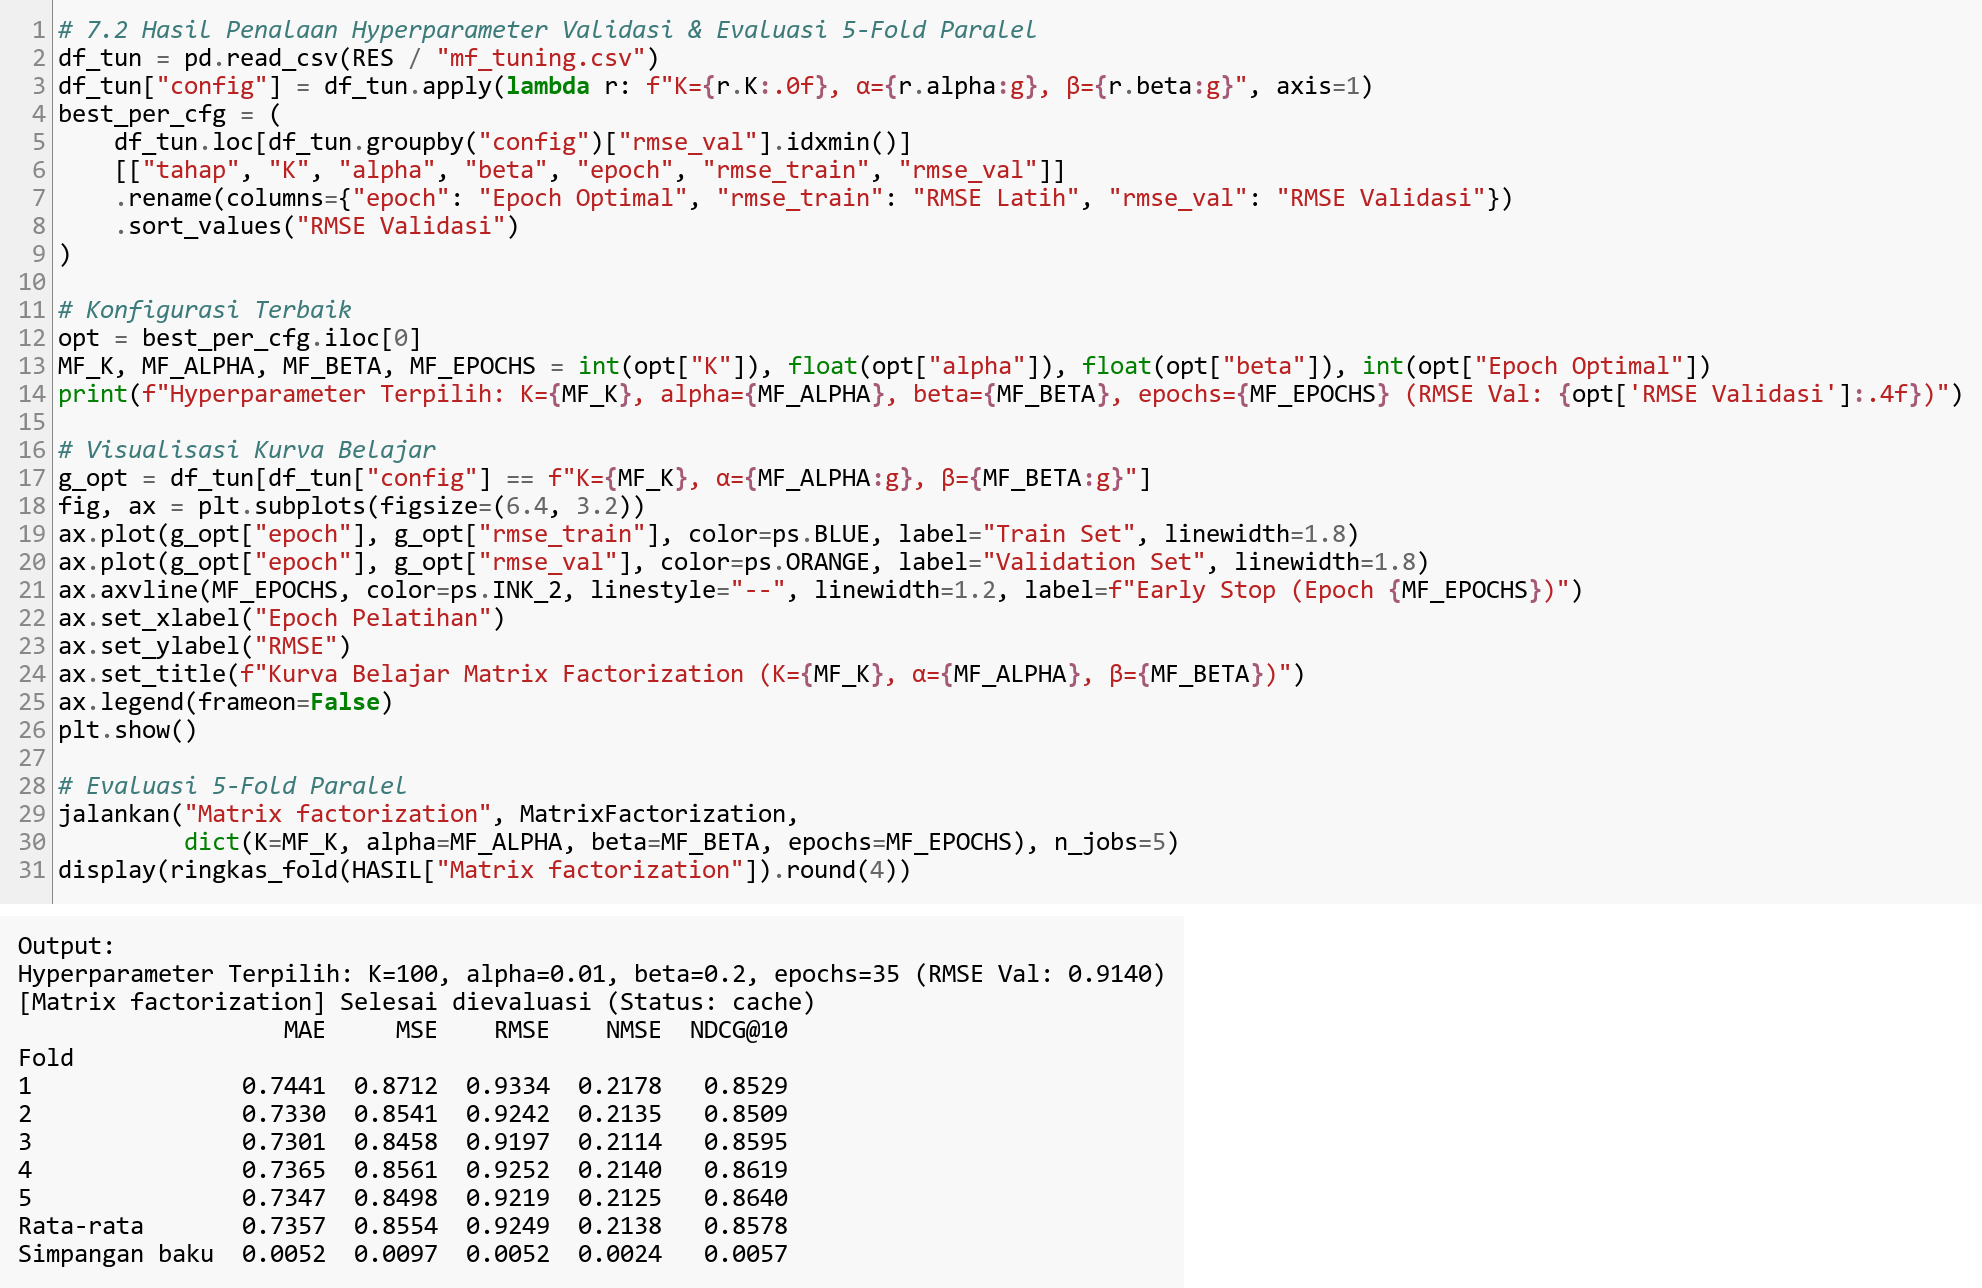 1 # 7.2 Hasil Penalaan Hyperparameter Validasi & Evaluasi 5-Fold Paralel
2 df_tun = pd.read_csv(RES / "mf_tuning.csv")
3 df_tun["config"] = df_tun.apply(lambda r: f"K={r.K:.0f}, α={r.alpha:g}, β={r.beta:g}", axis=1)
4 best_per_cfg = (
5     df_tun.loc[df_tun.groupby("config")["rmse_val"].idxmin()]
6     [["tahap", "K", "alpha", "beta", "epoch", "rmse_train", "rmse_val"]]
7     .rename(columns={"epoch": "Epoch Optimal", "rmse_train": "RMSE Latih", "rmse_val": "RMSE Validasi"})
8     .sort_values("RMSE Validasi")
9 )
10
11 # Konfigurasi Terbaik
12 opt = best_per_cfg.iloc[0]
13 MF_K, MF_ALPHA, MF_BETA, MF_EPOCHS = int(opt["K"]), float(opt["alpha"]), float(opt["beta"]), int(opt["Epoch Optimal"])
14 print(f"Hyperparameter Terpilih: K={MF_K}, alpha={MF_ALPHA}, beta={MF_BETA}, epochs={MF_EPOCHS} (RMSE Val: {opt['RMSE Validasi']:.4f})")
15
16 # Visualisasi Kurva Belajar
17 g_opt = df_tun[df_tun["config"] == f"K={MF_K}, α={MF_ALPHA:g}, β={MF_BETA:g}"]
18 fig, ax = plt.subplots(figsize=(6.4, 3.2))
19 ax.plot(g_opt["epoch"], g_opt["rmse_train"], color=ps.BLUE, label="Train Set", linewidth=1.8)
20 ax.plot(g_opt["epoch"], g_opt["rmse_val"], color=ps.ORANGE, label="Validation Set", linewidth=1.8)
21 ax.axvline(MF_EPOCHS, color=ps.INK_2, linestyle="--", linewidth=1.2, label=f"Early Stop (Epoch {MF_EPOCHS})")
22 ax.set_xlabel("Epoch Pelatihan")
23 ax.set_ylabel("RMSE")
24 ax.set_title(f"Kurva Belajar Matrix Factorization (K={MF_K}, α={MF_ALPHA}, β={MF_BETA})")
25 ax.legend(frameon=False)
26 plt.show()
27
28 # Evaluasi 5-Fold Paralel
29 jalankan("Matrix factorization", MatrixFactorization,
30          dict(K=MF_K, alpha=MF_ALPHA, beta=MF_BETA, epochs=MF_EPOCHS), n_jobs=5)
31 display(ringkas_fold(HASIL["Matrix factorization"]).round(4))
Output:
Hyperparameter Terpilih: K=100, alpha=0.01, beta=0.2, epochs=35 (RMSE Val: 0.9140)
[Matrix factorization] Selesai dievaluasi (Status: cache)
                   MAE     MSE    RMSE    NMSE  NDCG@10
Fold
1               0.7441  0.8712  0.9334  0.2178   0.8529
2               0.7330  0.8541  0.9242  0.2135   0.8509
3               0.7301  0.8458  0.9197  0.2114   0.8595
4               0.7365  0.8561  0.9252  0.2140   0.8619
5               0.7347  0.8498  0.9219  0.2125   0.8640
Rata-rata       0.7357  0.8554  0.9249  0.2138   0.8578
Simpangan baku  0.0052  0.0097  0.0052  0.0024   0.0057